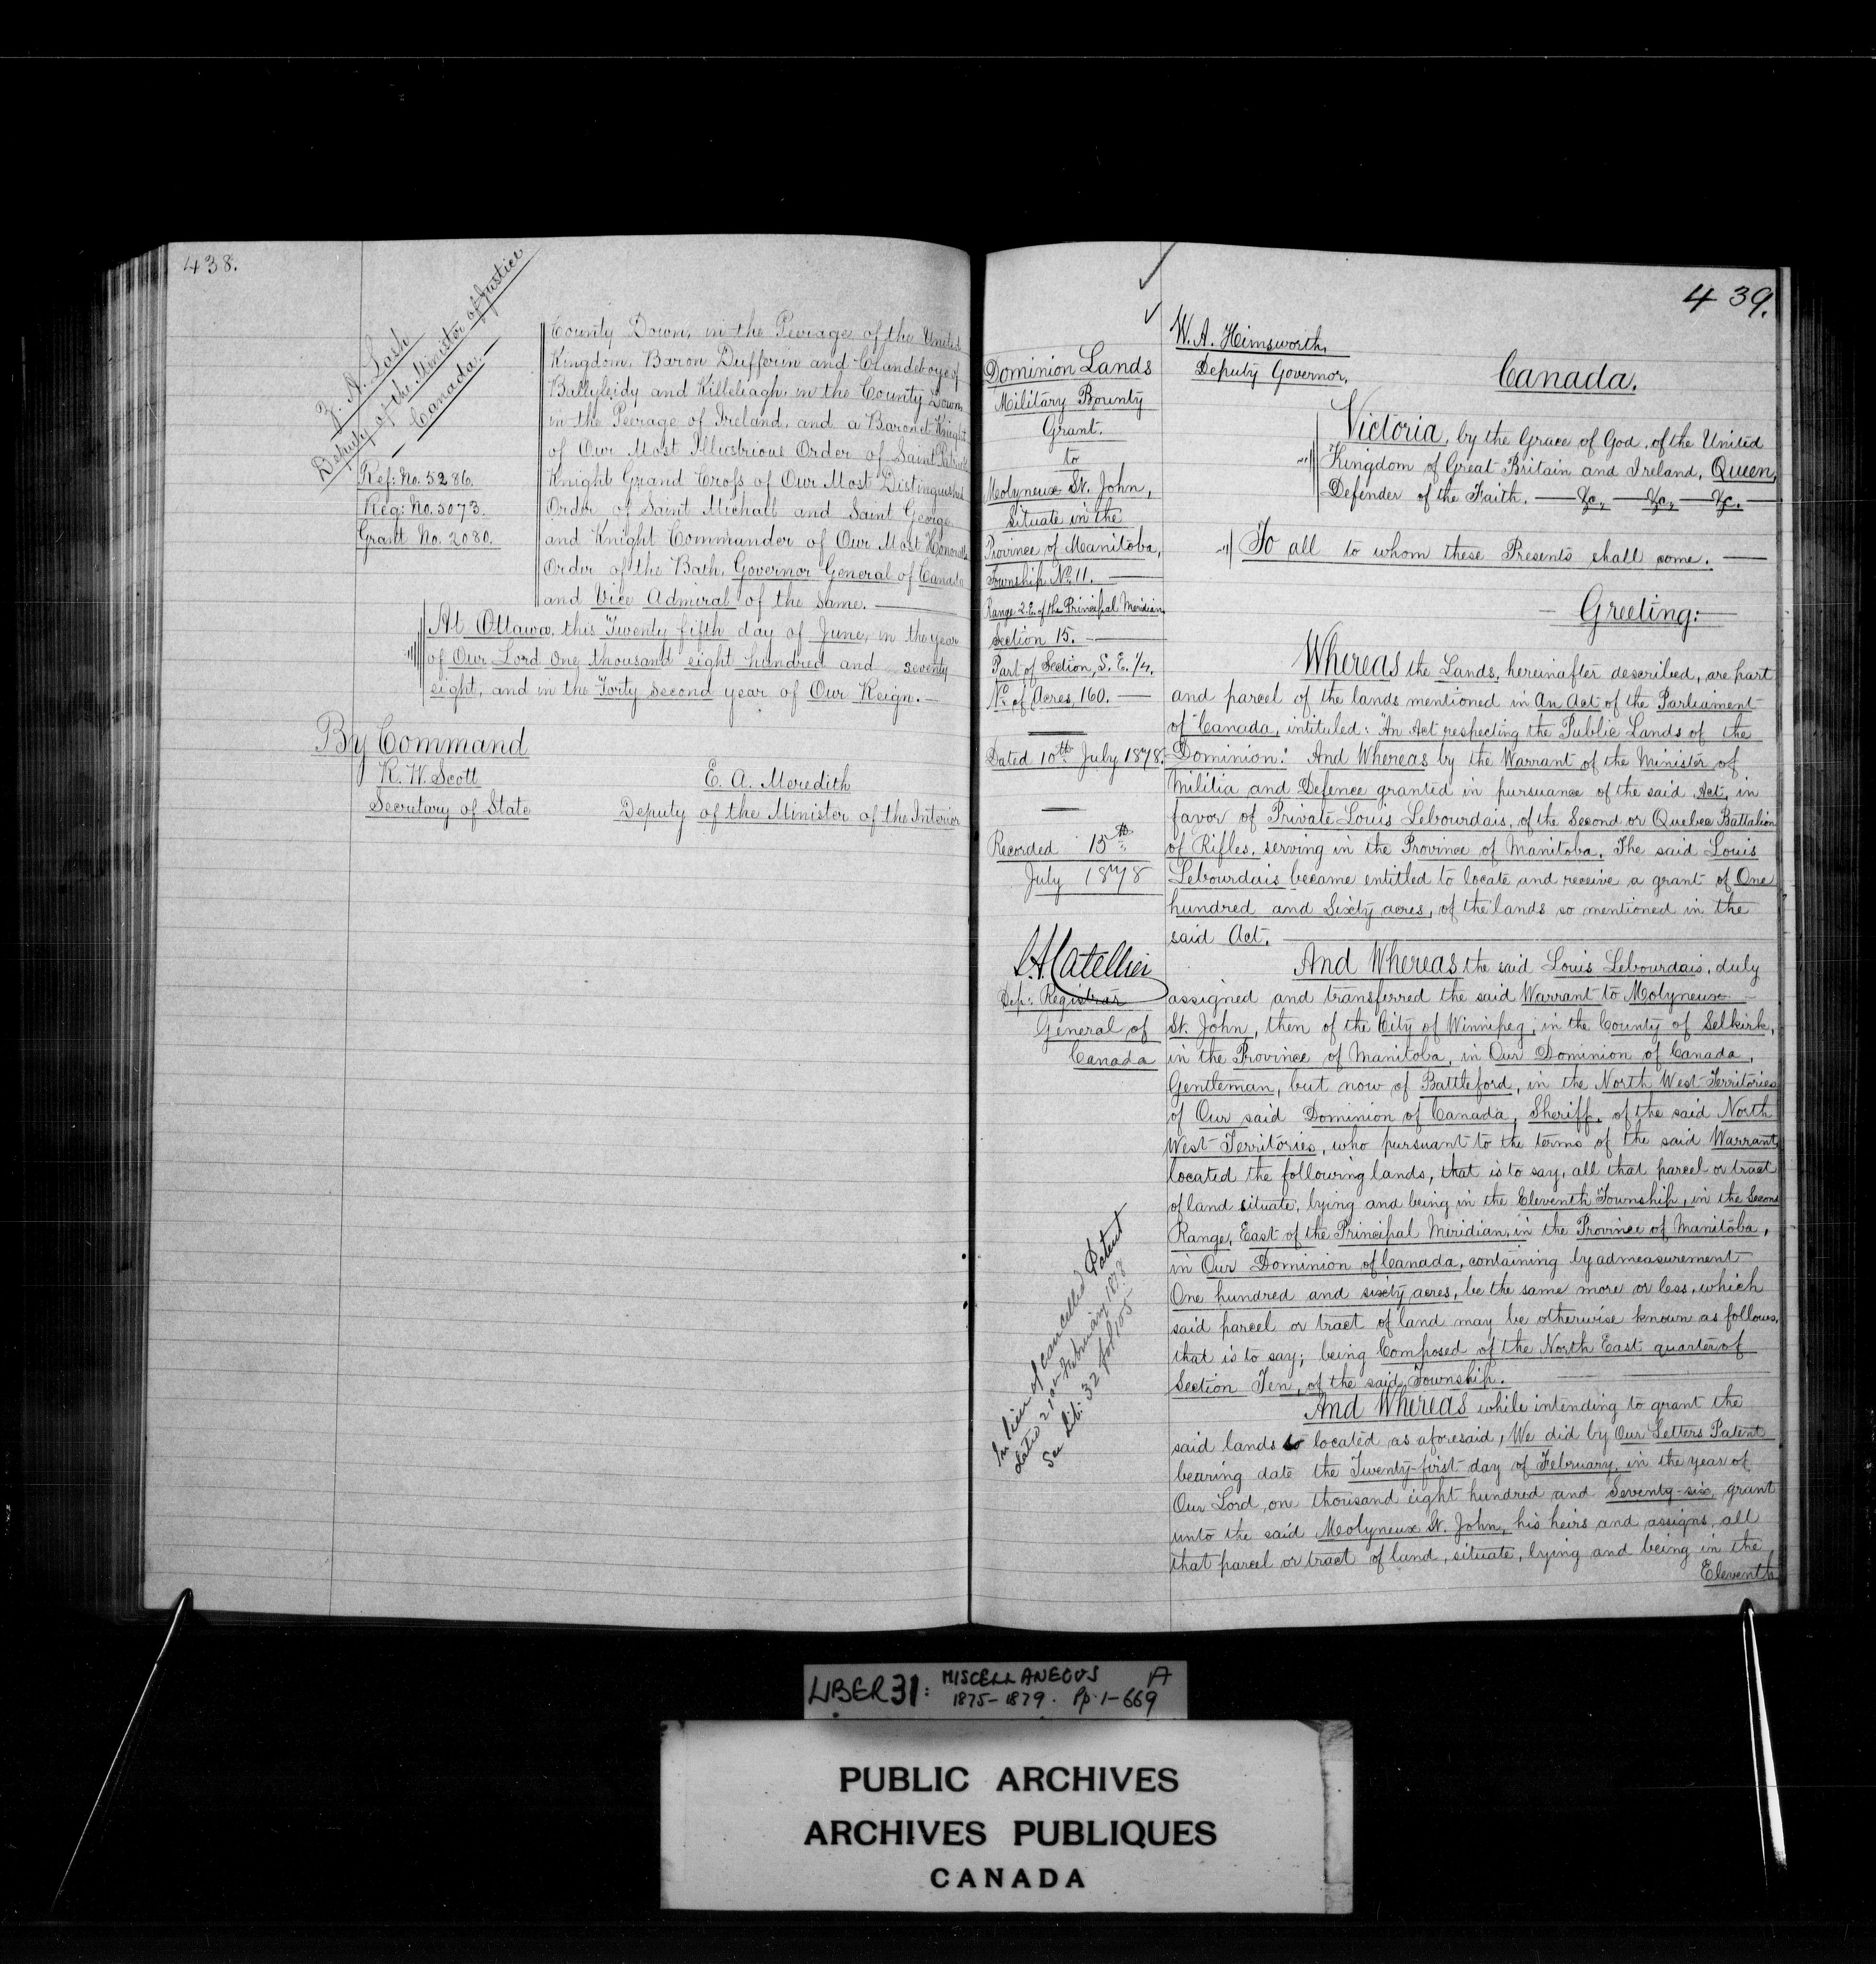 438.
Z. A. Lash
Deputy of the Minister of Justice
Canada.
Ref: No. 5286.
Reg: No. 5073.
Grant No. 2080.
County Down, in the Peerage of the United
Kingdom, Baron Dufferin and Clandeboye of
Ballyleidy and Killeleagh, in the County Down
in the Peerage of Ireland, and a Baronet Knight
of Our Most Illustrious Order of Saint Patrick
Knight Grand Cross of Our Most Distinguished
Order of Saint Michall and Saint George
and Knight Commander of Our Most Honorable
Order of the Bath, Governor General of Canada
and Vice Admiral of the same.
At Ottawa, this Twenty fifth day of June, in the year
of Our Lord One thousand eight hundred and seventy
eight, and in the Forty Second year of Our Reign.
By Command
R. W. Scott
Secretary of State
E. A. Meredith
Deputy of the Minister of the Interior
439.
W. A. Himsworth,
Deputy Governor.
Dominion Lands
Military Bounty
Grant.
to
Molyneux St. John,
Situate in the
Province of Manitoba,
Township No. 11.
Range 2.E. of the Principal Meridian,
Section 15.
Part of Section, S. E. 1/4.
No. of Acres, 160.
Dated 10th July 1878.
Recorded 15th
July 1878
L.A. Catellier
Dep: Registrar
General of
Canada
In lieu of cancelled Patent
dated 21st February 1878
See Lib: 32 fol 105
Canada.
Victoria, by the Grace of God, of the United
Kingdom of Great Britain and Ireland, Queen,
Defender of the Faith. — &c, — &c, — &c.
To all to whom these Presents shall come.
Greeting:
Whereas the Lands, hereinafter described, are part
and parcel of the lands mentioned in An Act of the Parliament
of Canada, intituled: "An Act respecting the Public Lands of the
Dominion." And Whereas by the Warrant of the Minister of
Militia and Defence granted in pursuance of the said Act, in
favor of Private Louis Lebourdais, of the Second or Quebec Battalion
of Rifles, serving in the Province of Manitoba, The said Louis
Lebourdais became entitled to locate and receive a grant of One
hundred and Sixty acres, of the lands so mentioned in the
said Act.
And Whereas the said Louis Lebourdais, duly
assigned and transferred the said Warrant to Molyneux
St. John, then of the City of Winnipeg, in the County of Selkirk,
in the Province of Manitoba, in Our Dominion of Canada,
Gentleman, but now of Battleford, in the North West Territories
of Our said Dominion of Canada, Sheriff, of the said North
West Territories, who pursuant to the terms of the said Warrant,
located the following lands, that is to say, all that parcel or tract
of land situate, lying and being in the Eleventh Township, in the Second
Range, East of the Principal Meridian, in the Province of Manitoba,
in Our Dominion of Canada, containing by admeasurement
One hundred and sixty acres, be the same more or less, which
said parcel or tract of land may be otherwise known as follows,
that is to say; being Composed of the North East quarter of
Section Ten, of the said Township.
And Whereas while intending to grant the
said lands so located as aforesaid, We did by Our Letters Patent
bearing date the Twenty-first day of February, in the year of
Our Lord, on thousand eight hundred and Seventy-six, grant
unto the said Molyneux St. John, his heirs and assigns, all
that parcel or tract of land, situate, lying and being in the
Eleventh
LIBER 31: MISCELLANEOUS A
1875-1879. Pp. 1-669
PUBLIC ARCHIVES
ARCHIVES PUBLIQUES
CANADA